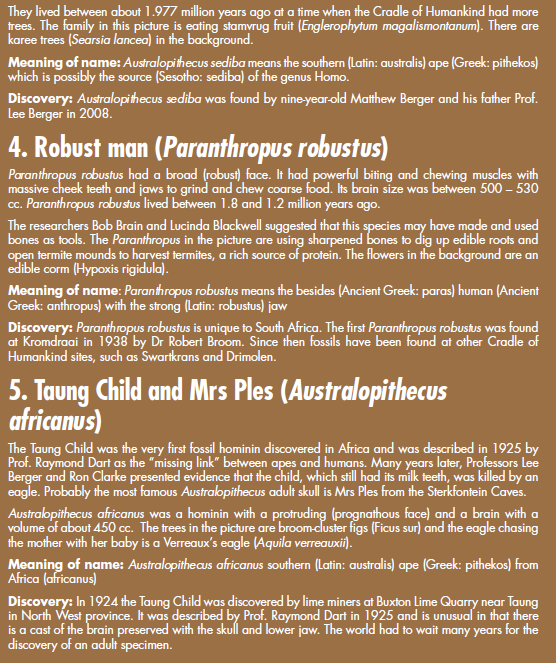 They lived between about 1.977 million years ago at a time when the Cradle of Humankind had more
trees. The family in this picture is eating stamvrug fruit (Englerophytum magalismontanum). There are
karee trees (Searsia lancea) in the background.
Meaning of name: Australopithecus sediba means the southern (Latin: australis) ape (Greek: pithekos)
which is possibly the source (Sesotho: sediba) of the genus Homo.
Discovery: Australopithecus sediba was found by nine-year-old Matthew Berger and his father Prof.
Lee Berger in 2008.
4. Robust man (Paranthropus robustus)
Paranthropus robustus had a broad (robust) face. It had powerful biting and chewing muscles with
massive cheek teeth and jaws to grind and chew coarse food. Its brain size was between 500 – 530
cc. Paranthropus robustus lived between 1.8 and 1.2 million years ago.
The researchers Bob Brain and Lucinda Blackwell suggested that this species may have made and used
bones as tools. The Paranthropus in the picture are using sharpened bones to dig up edible roots and
open termite mounds to harvest termites, a rich source of protein. The flowers in the background are an
edible corm (Hypoxis rigidula).
Meaning of name: Paranthropus robustus means the besides (Ancient Greek: paras) human (Ancient
Greek: anthropus) with the strong (Latin: robustus) jaw
Discovery: Paranthropus robustus is unique to South Africa. The first Paranthropus robustus was found
at Kromdraai in 1938 by Dr Robert Broom. Since then fossils have been found at other Cradle of
Humankind sites, such as Swartkrans and Drimolen.
5. Taung Child and Mrs Ples (Australopithecus
africanus)
The Taung Child was the very first fossil hominin discovered in Africa and was described in 1925 by
Prof. Raymond Dart as the "missing link" between apes and humans. Many years later, Professors Lee
Berger and Ron Clarke presented evidence that the child, which still had its milk teeth, was killed by an
eagle. Probably the most famous Australopithecus adult skull is Mrs Ples from the Sterkfontein Caves.
Australopithecus africanus was a hominin with a protruding (prognathous face) and a brain with a
volume of about 450 cc. The trees in the picture are broom-cluster figs (Ficus sur) and the eagle chasing
the mother with her baby is a Verreaux's eagle (Aquila verreauxii).
Meaning of name: Australopithecus africanus southern (Latin: australis) ape (Greek: pithekos) from
Africa (africanus)
Discovery: In 1924 the Taung Child was discovered by lime miners at Buxton Lime Quarry near Taung
in North West province. It was described by Prof. Raymond Dart in 1925 and is unusual in that there
is a cast of the brain preserved with the skull and lower jaw. The world had to wait many years for the
discovery of an adult specimen.